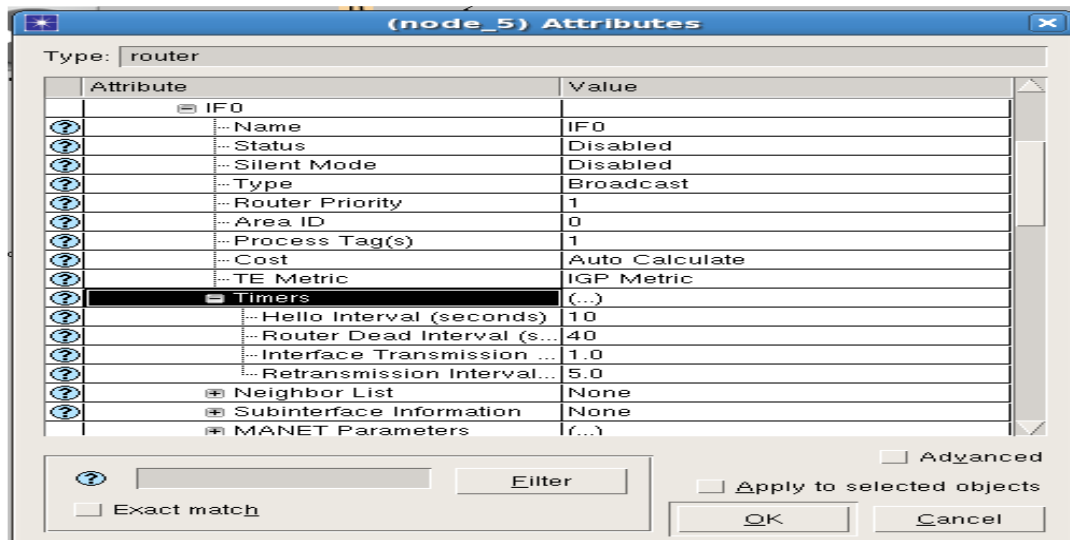 (node_5) Attributes
Type: router
Attribute Value
IF0
Name IF0
Status Disabled
Silent Mode Disabled
Type Broadcast
Router Priority 1
Area ID 0
Process Tag(s) 1
Cost Auto Calculate
TE Metric IGP Metric
Timers (...)
Hello Interval (seconds) 10
Router Dead Interval (s... 40
Interface Transmission ... 1.0
Retransmission Interval... 5.0
Neighbor List None
Subinterface Information None
MANET Parameters (...)
Advanced
Filter
Apply to selected objects
Exact match
OK Cancel